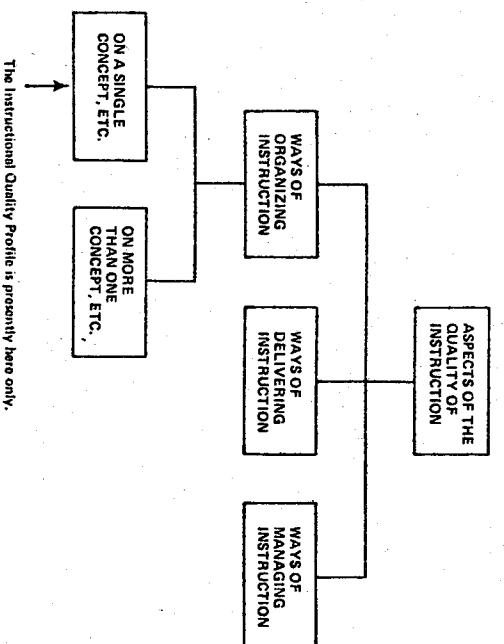 ASPECTS OF THE
QUALITY OF
INSTRUCTION
WAYS OF
ORGANIZING
INSTRUCTION
WAYS OF
DELIVERING
INSTRUCTION
WAYS OF
MANAGING
INSTRUCTION
ON A SINGLE
CONCEPT, ETC.
ON MORE
THAN ONE
CONCEPT, ETC.
The Instructional Quality Profile is presently here only.